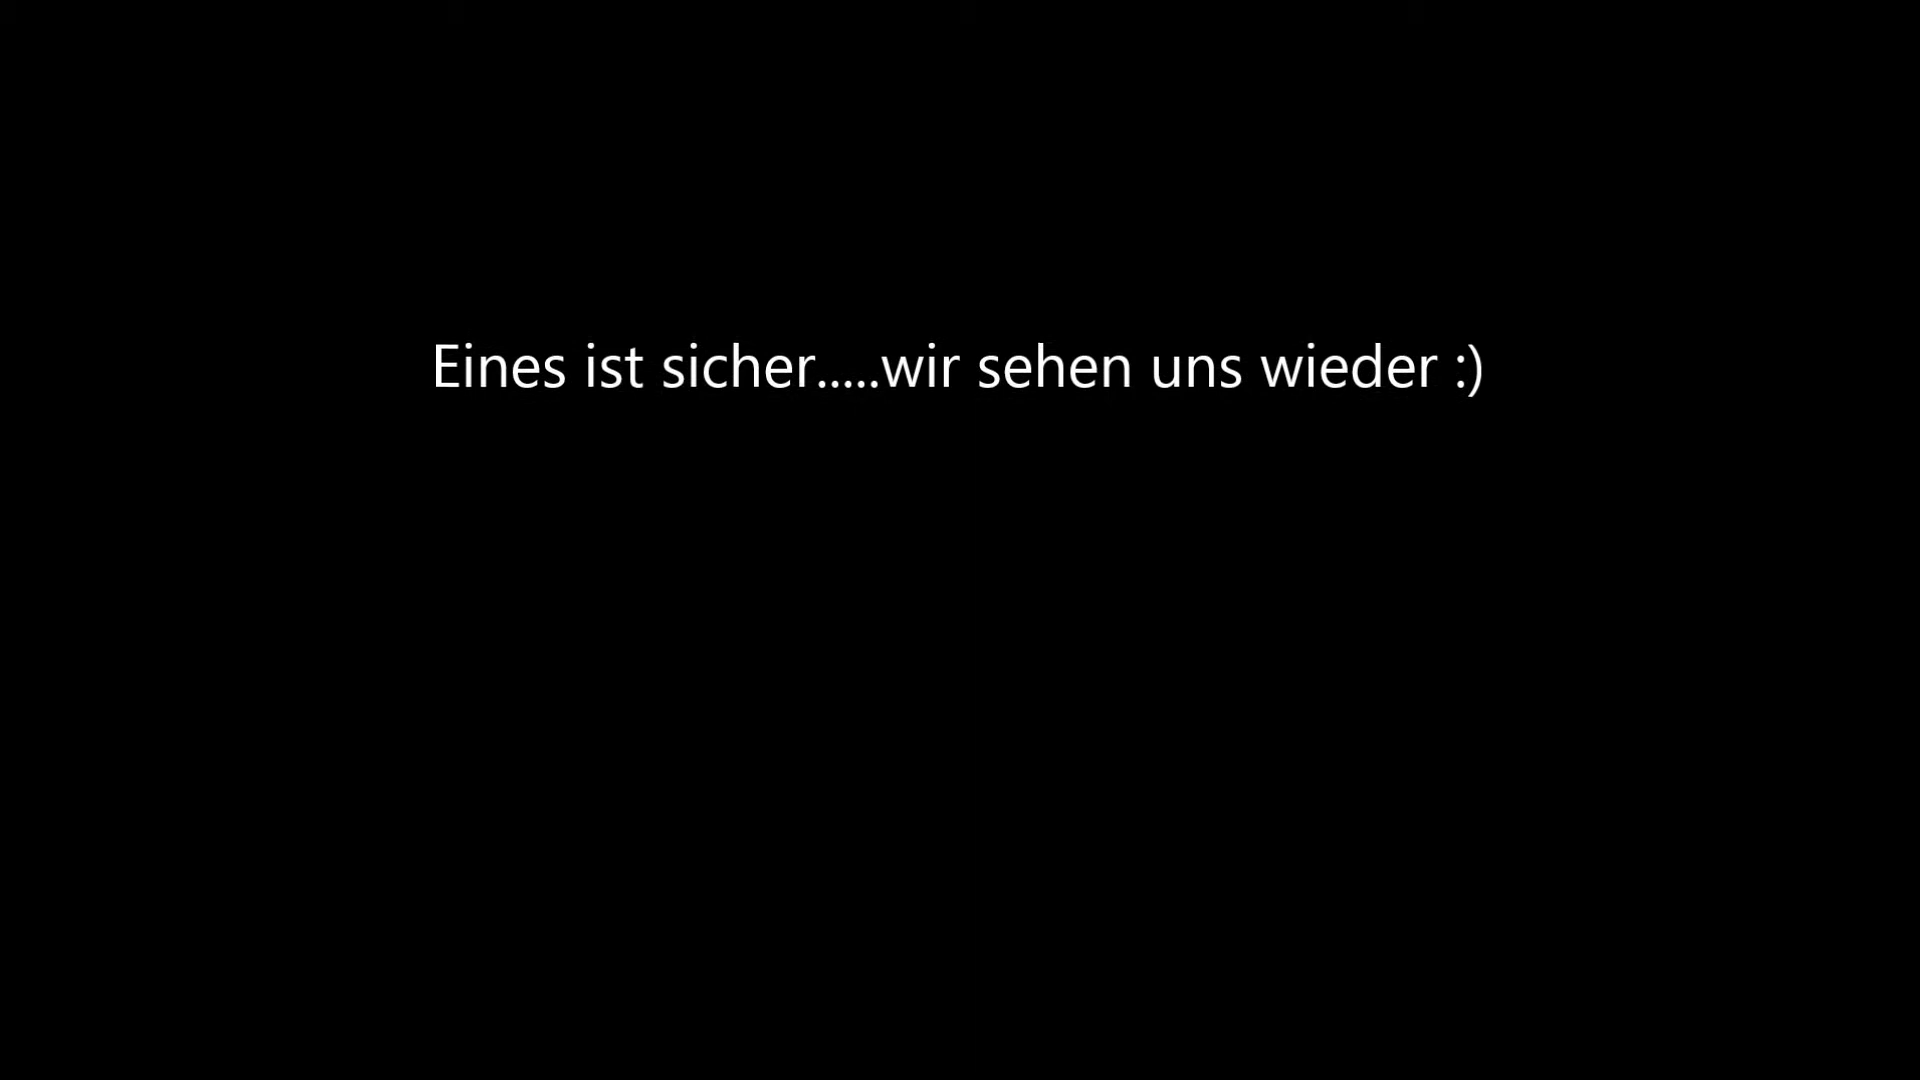 Eines ist sicher.....wir sehen uns wieder :)